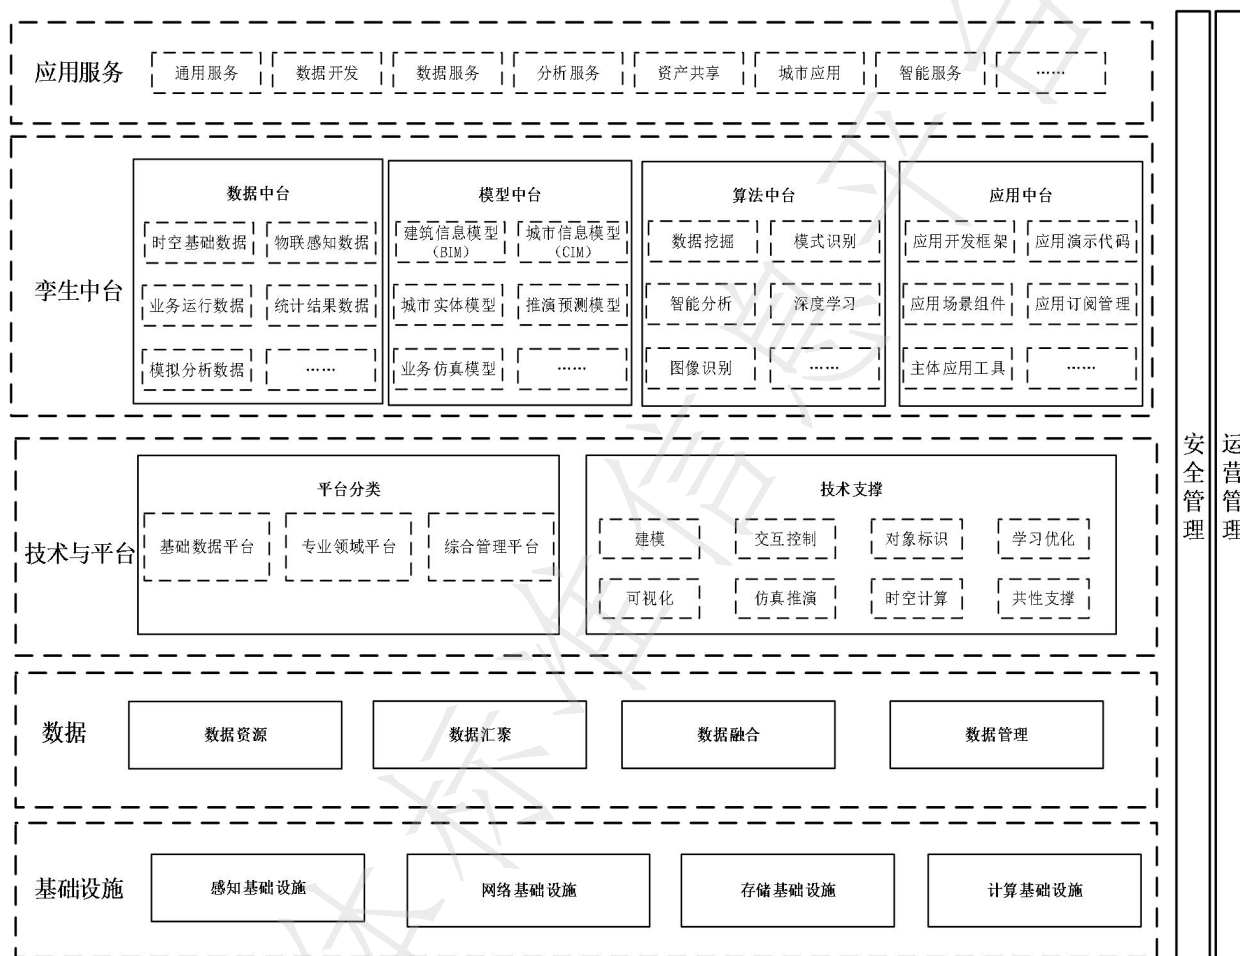 应用服务
通用服务
数据开发
数据服务
分析服务
资产共享
城市应用
智能服务
……
孪生中台
数据中台
时空基础数据
物联感知数据
业务运行数据
统计结果数据
模拟分析数据
……
模型中台
建筑信息模型
（BIM）
城市信息模型
（CIM）
城市实体模型
推演预测模型
业务仿真模型
……
算法中台
数据挖掘
模式识别
智能分析
深度学习
图像识别
……
应用中台
应用开发框架
应用演示代码
应用场景组件
应用订阅管理
主体应用工具
……
技术与平台
平台分类
基础数据平台
专业领域平台
综合管理平台
技术支撑
建模
交互控制
对象标识
学习优化
可视化
仿真推演
时空计算
共性支撑
数据
数据资源
数据汇聚
数据融合
数据管理
基础设施
感知基础设施
网络基础设施
存储基础设施
计算基础设施
安全管理
运营管理
体标准信息平台